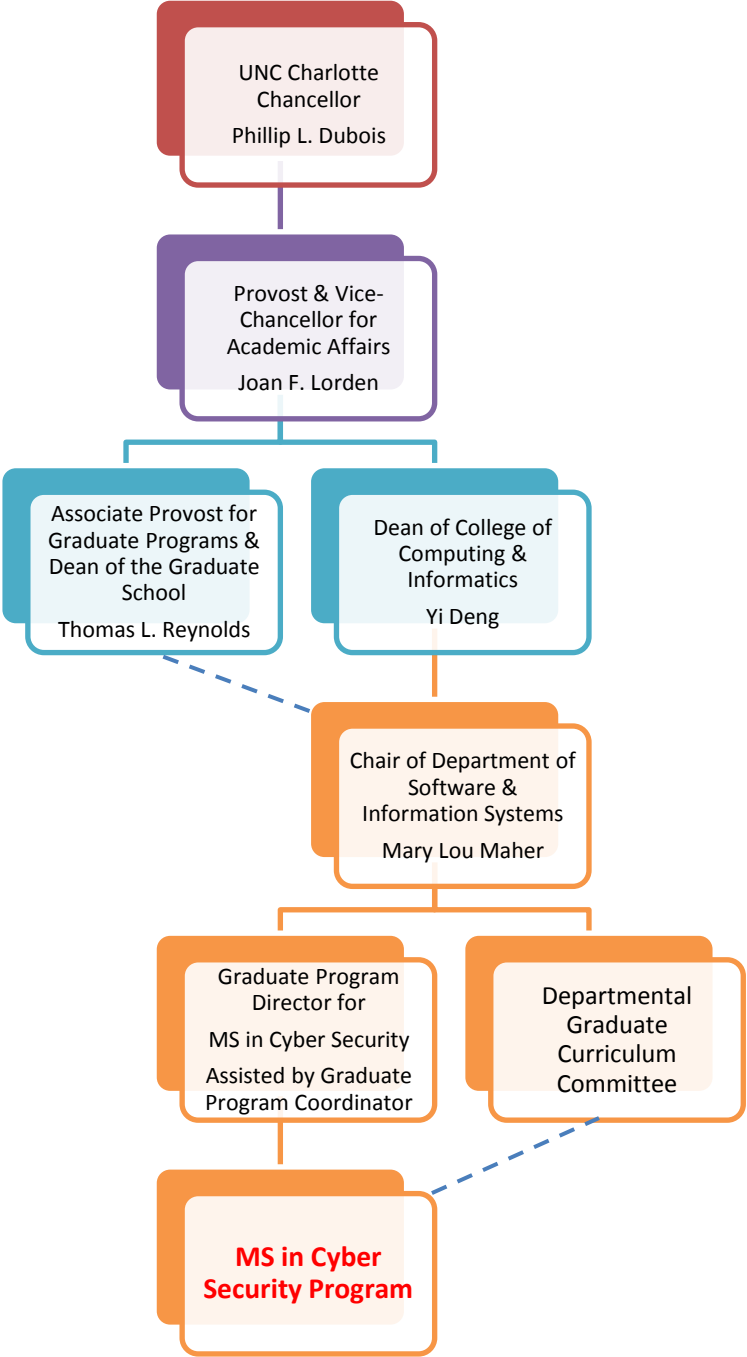 UNC Charlotte
Chancellor
Phillip L. Dubois
Provost & Vice-
Chancellor for
Academic Affairs
Joan F. Lorden
Associate Provost for
Graduate Programs &
Dean of the Graduate
School
Thomas L. Reynolds
Dean of College of
Computing &
Informatics
Yi Deng
Chair of Department of
Software &
Information Systems
Mary Lou Maher
Graduate Program
Director for
MS in Cyber Security
Assisted by Graduate
Program Coordinator
Departmental
Graduate
Curriculum
Committee
MS in Cyber
Security Program